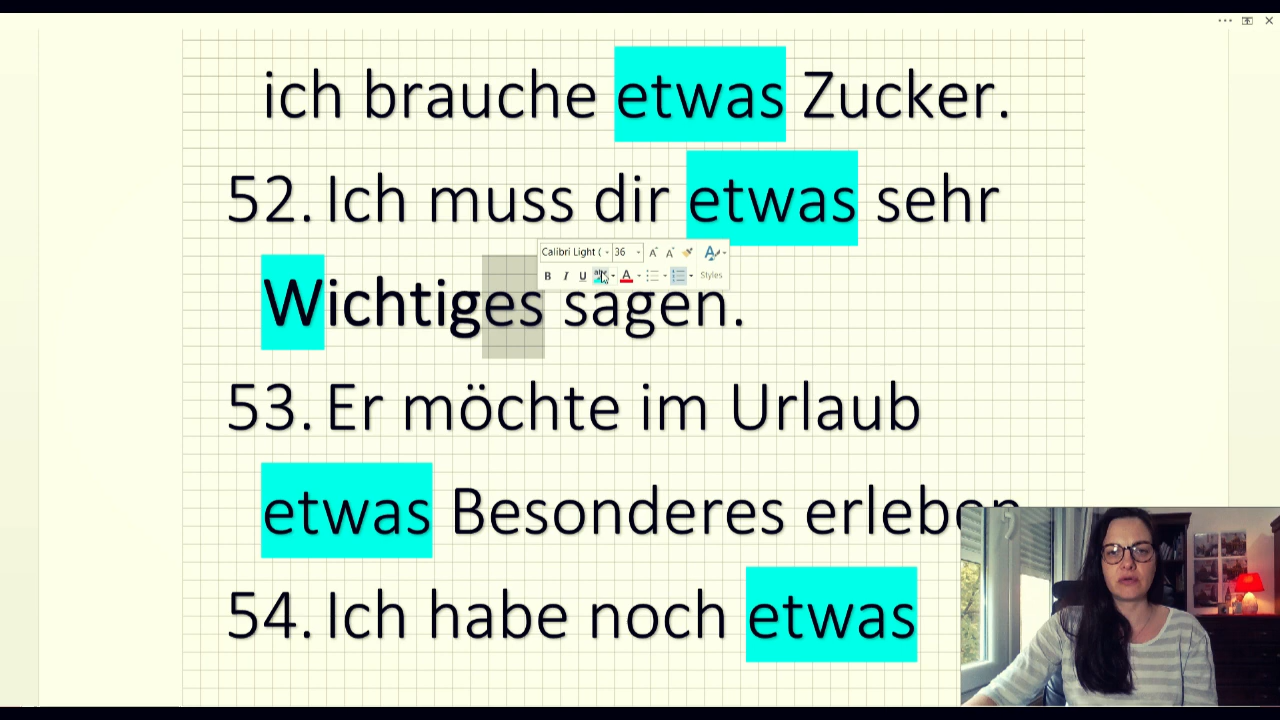 ich brauche etwas Zucker.
52. Ich muss dir etwas sehr
Calibri Light ( 36
B I U A Styles
Wichtiges sagen.
53. Er möchte im Urlaub
etwas Besonderes erleben
54. Ich habe noch etwas